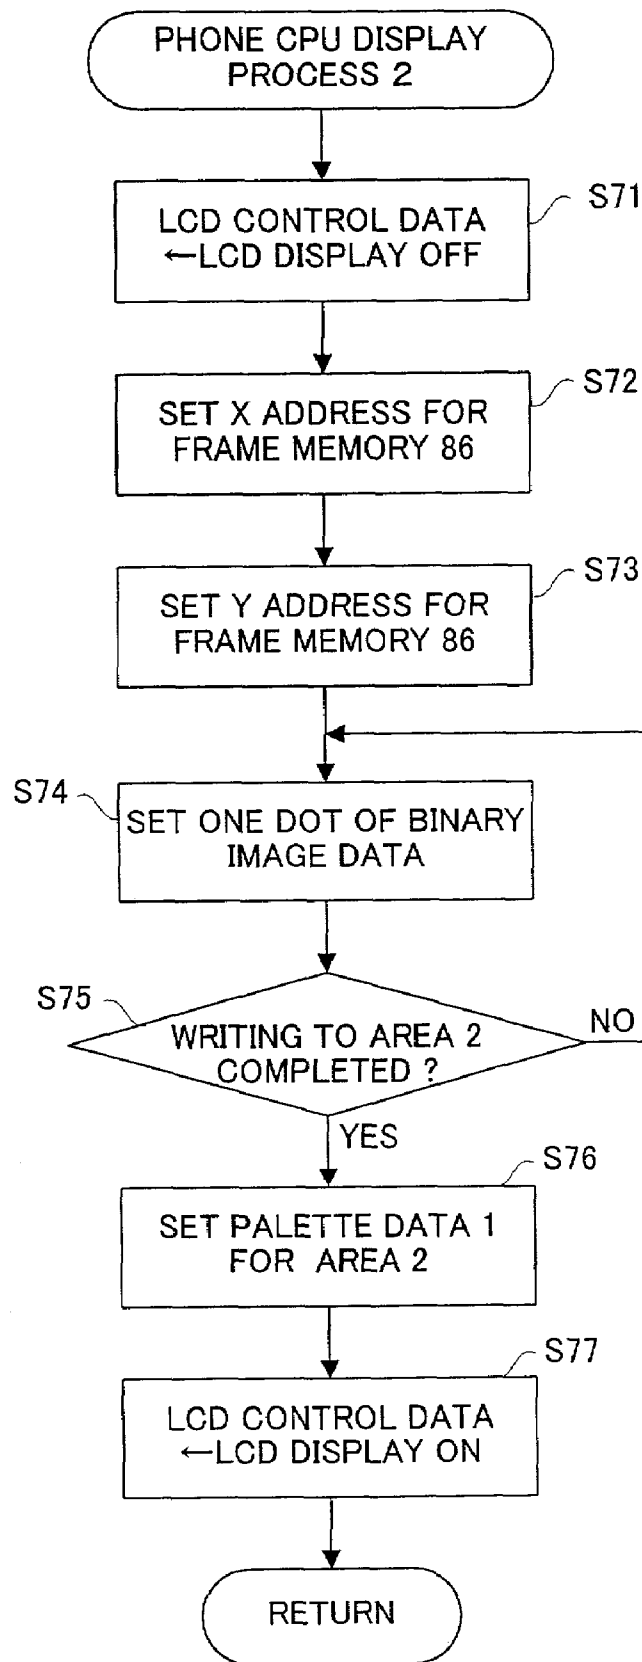 PHONE CPU DISPLAY
PROCESS 2
S71
LCD CONTROL DATA
←LCD DISPLAY OFF
S72
SET X ADDRESS FOR
FRAME MEMORY 86
S73
SET Y ADDRESS FOR
FRAME MEMORY 86
S74
SET ONE DOT OF BINARY
IMAGE DATA
S75
WRITING TO AREA 2
COMPLETED ?
NO
YES
S76
SET PALETTE DATA 1
FOR AREA 2
S77
LCD CONTROL DATA
←LCD DISPLAY ON
RETURN